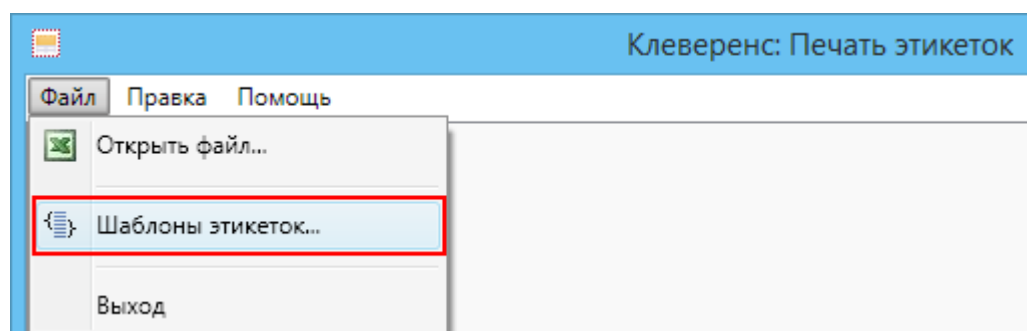 Клеверенс: Печать этикеток
Файл Правка Помощь
Открыть файл...
Шаблоны этикеток...
Выход